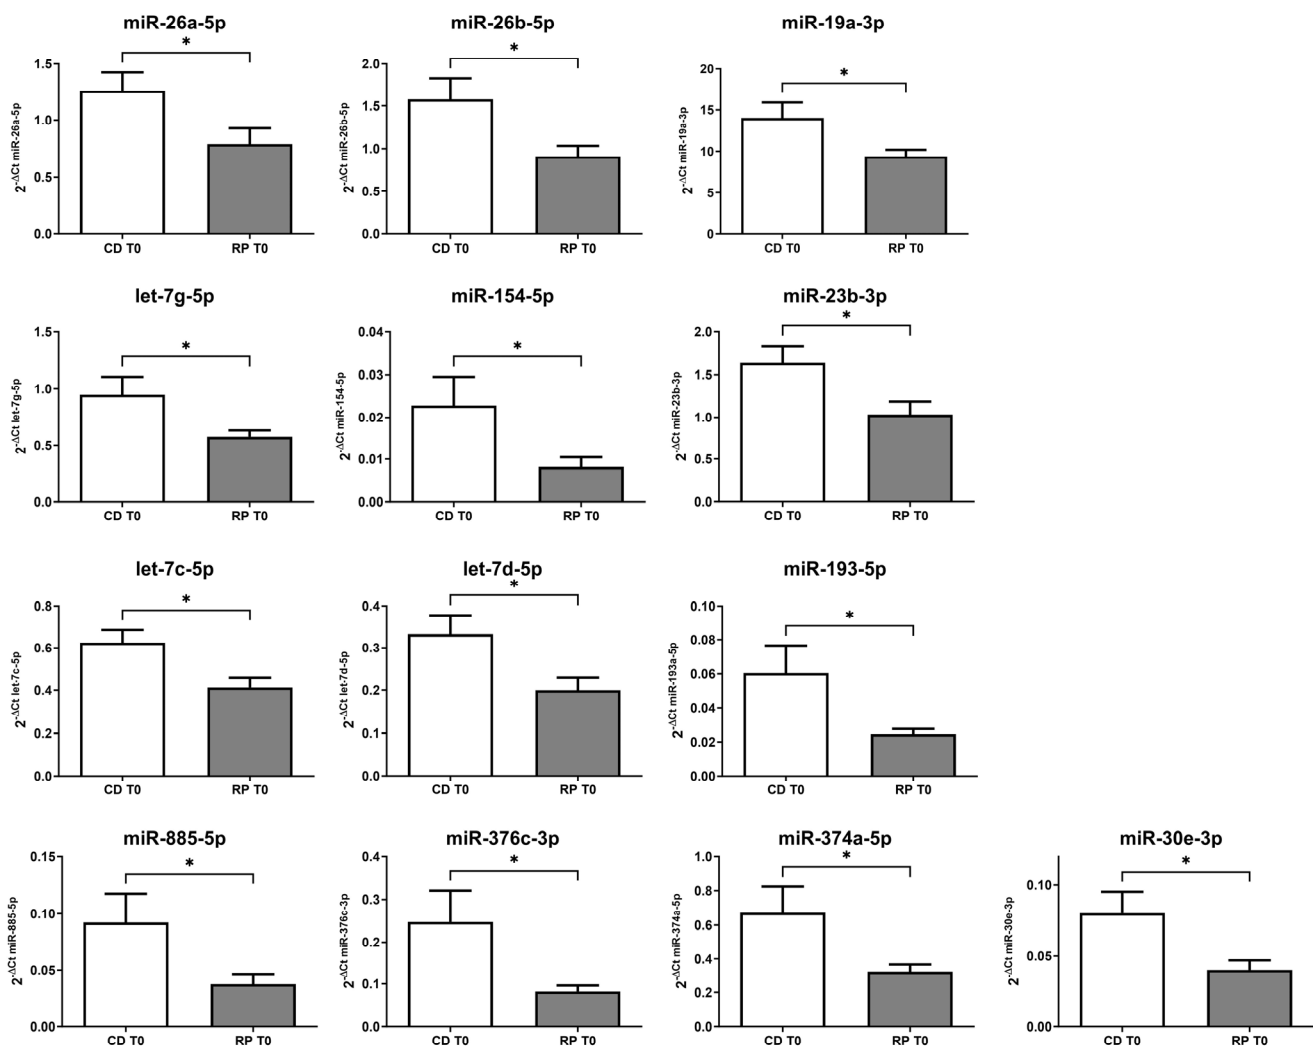 miR-26a-5p
*
2-ΔCt miR-26a-5p
1.5
1.0
0.5
0.0
CD T0
RP T0
miR-26b-5p
*
2-ΔCt miR-26b-5p
2.0
1.5
1.0
0.5
0.0
CD T0
RP T0
miR-19a-3p
*
2-ΔCt miR-19a-3p
20
15
10
5
0
CD T0
RP T0
let-7g-5p
*
2-ΔCt let-7g-5p
1.5
1.0
0.5
0.0
CD T0
RP T0
miR-154-5p
*
2-ΔCt miR-154-5p
0.04
0.03
0.02
0.01
0.00
CD T0
RP T0
miR-23b-3p
*
2-ΔCt miR-23b-3p
2.0
1.5
1.0
0.5
0.0
CD T0
RP T0
let-7c-5p
*
2-ΔCt let-7c-5p
0.8
0.6
0.4
0.2
0.0
CD T0
RP T0
let-7d-5p
*
2-ΔCt let-7d-5p
0.4
0.3
0.2
0.1
0.0
CD T0
RP T0
miR-193-5p
*
2-ΔCt miR-193a-5p
0.10
0.08
0.06
0.04
0.02
0.00
CD T0
RP T0
miR-885-5p
*
2-ΔCt miR-885-5p
0.15
0.10
0.05
0.00
CD T0
RP T0
miR-376c-3p
*
2-ΔCt miR-376c-3p
0.4
0.3
0.2
0.1
0.0
CD T0
RP T0
miR-374a-5p
*
2-ΔCt miR-374a-5p
1.0
0.8
0.6
0.4
0.2
0.0
CD T0
RP T0
miR-30e-3p
*
2-ΔCt miR-30e-3p
0.10
0.05
0.00
CD T0
RP T0